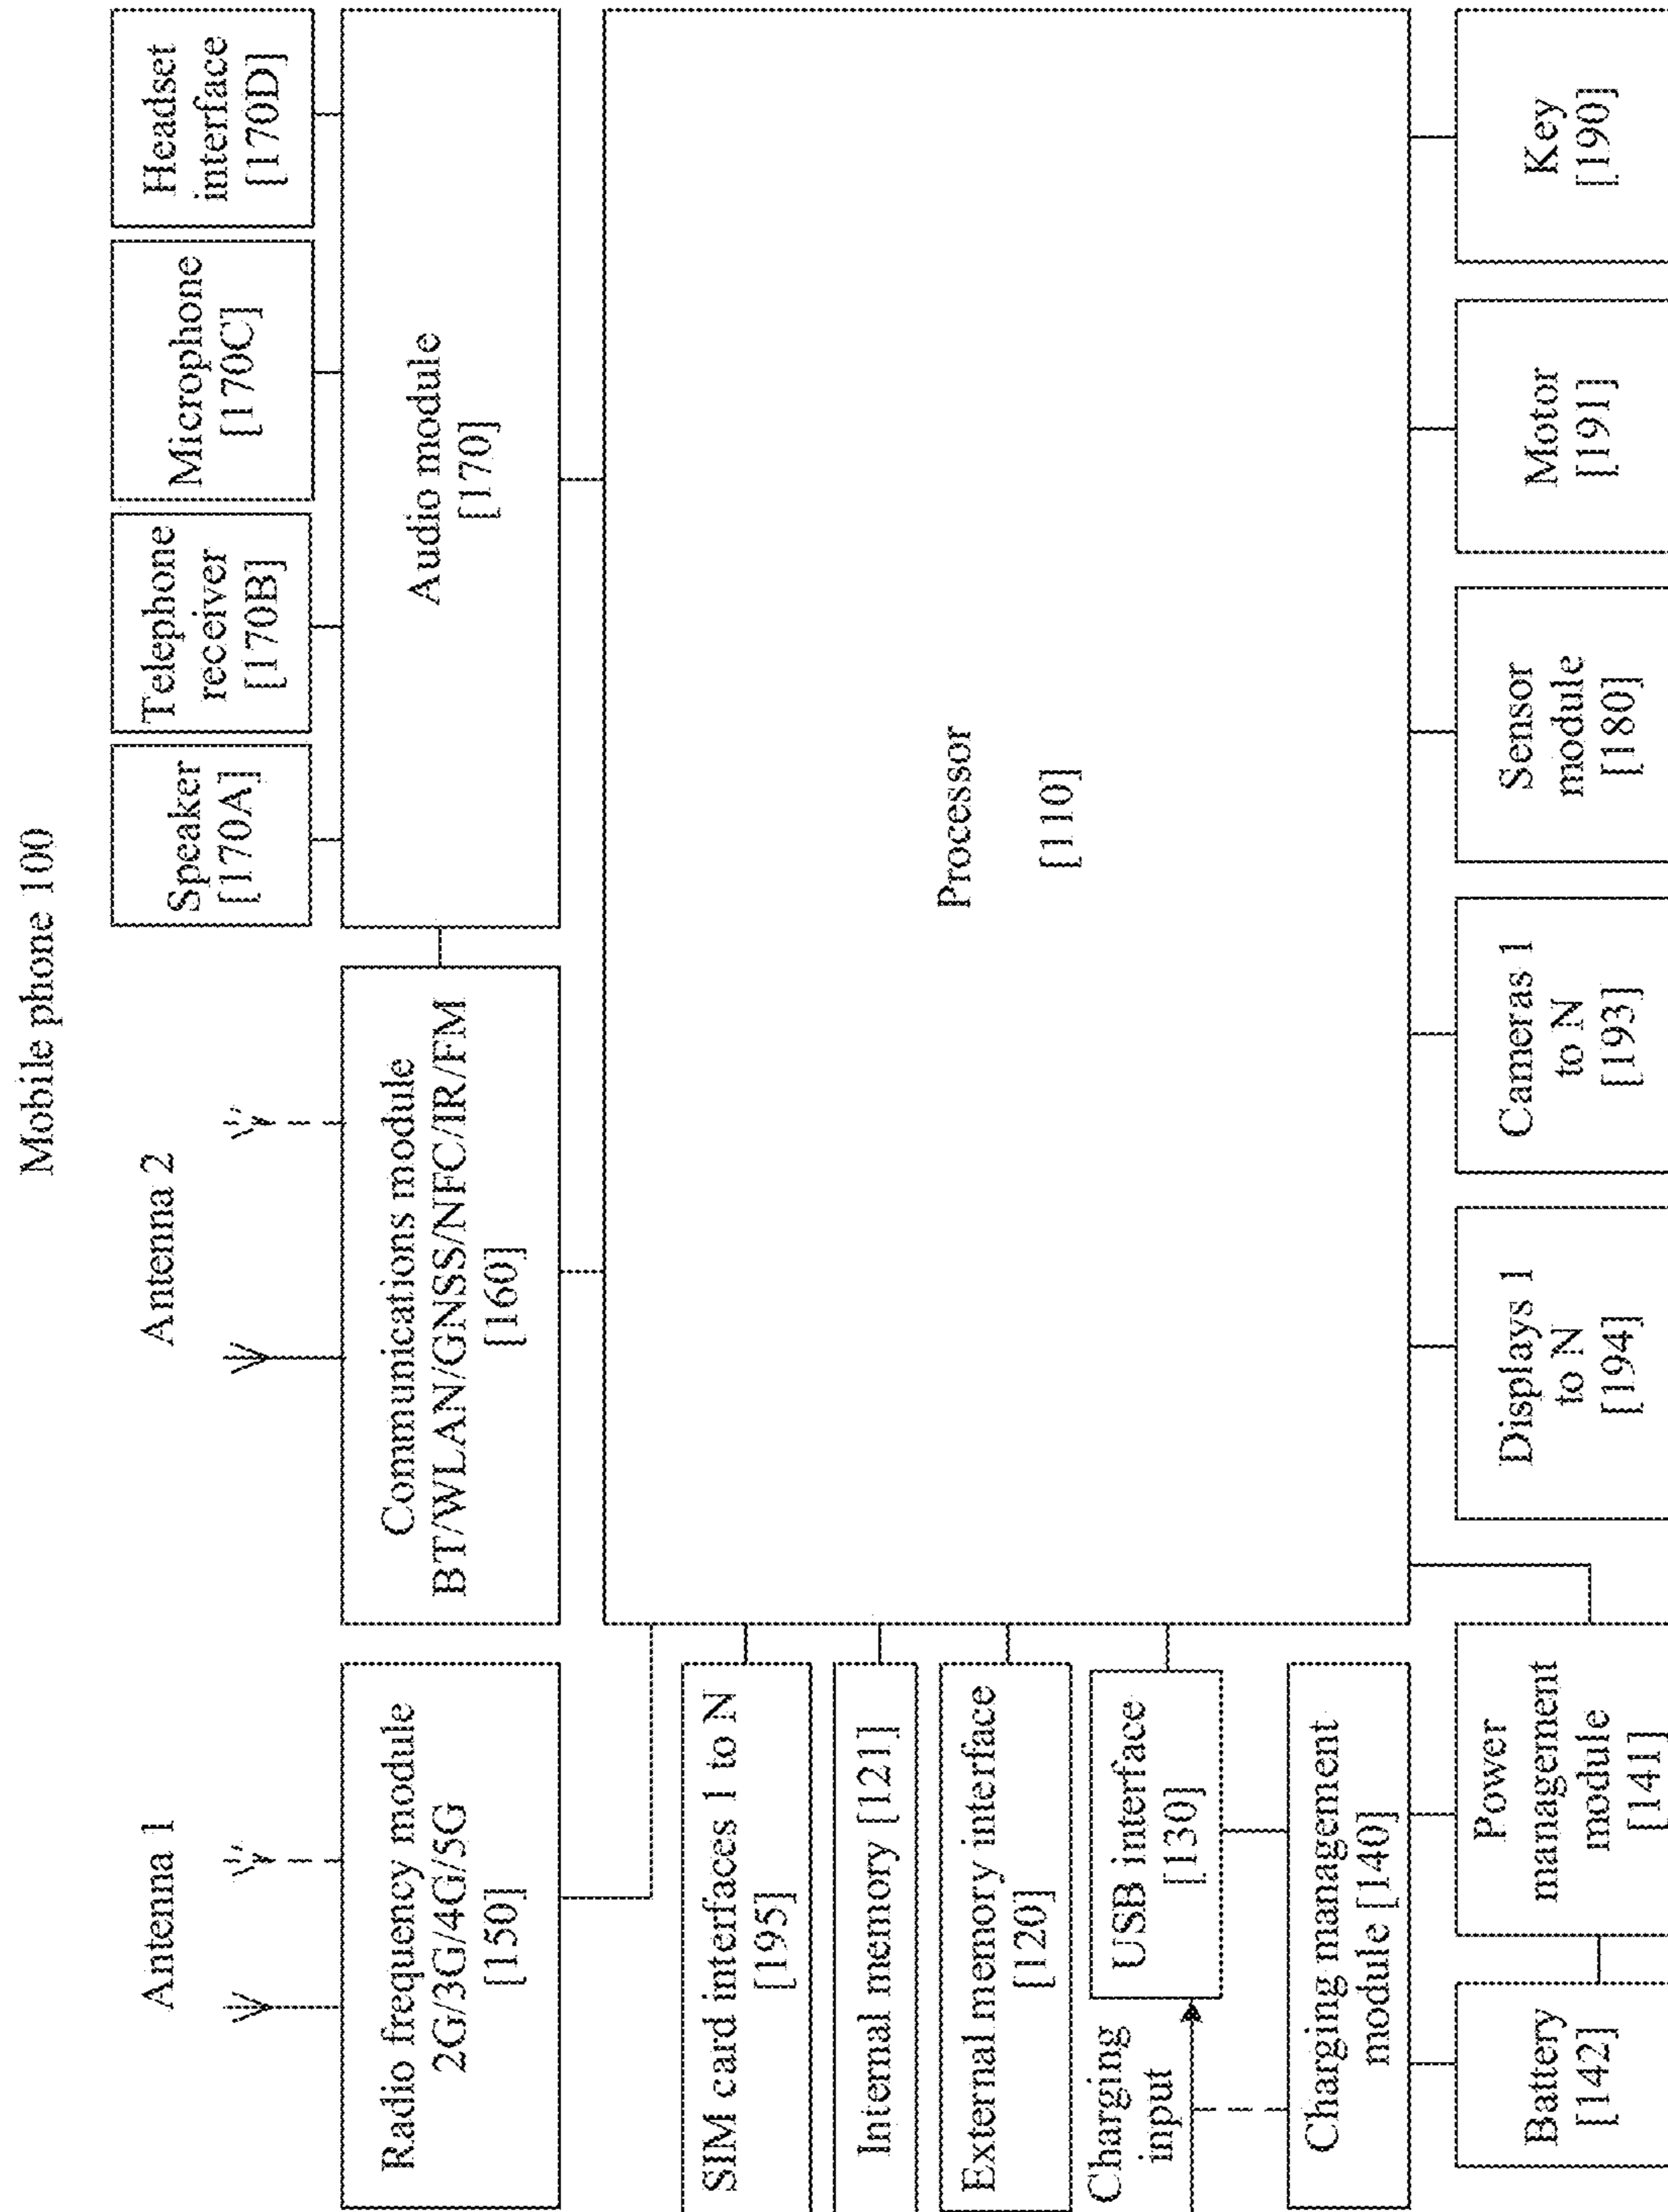 Mobile phone 100
Antenna 1
Antenna 2
Speaker
[170A]
Telephone
receiver
[170B]
Microphone
[170C]
Headset
interface
[170D]
Radio frequency module
2G/3G/4G/5G
[150]
Communications module
BT/WLAN/GNSS/NFC/IR/FM
[160]
Audio module
[170]
SIM card interfaces 1 to N
[195]
Internal memory [121]
External memory interface
[120]
Charging
input
USB interface
[130]
Charging management
module [140]
Processor
[110]
Battery
[142]
Power
management
module
[141]
Displays 1
to N
[194]
Cameras 1
to N
[193]
Sensor
module
[180]
Motor
[191]
Key
[190]